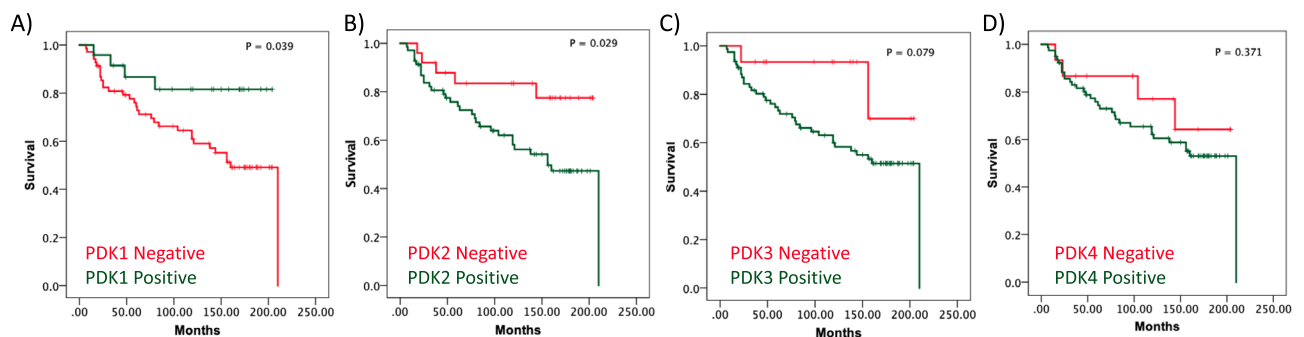 A)
P = 0.039
Survival
1.0
0.8
0.6
0.4
0.2
0.0
PDK1 Negative
PDK1 Positive
.00 50.00 100.00 150.00 200.00 250.00
Months
B)
P = 0.029
Survival
1.0
0.8
0.6
0.4
0.2
0.0
PDK2 Negative
PDK2 Positive
.00 50.00 100.00 150.00 200.00 250.00
Months
C)
P = 0.079
Survival
1.0
0.8
0.6
0.4
0.2
0.0
PDK3 Negative
PDK3 Positive
.00 50.00 100.00 150.00 200.00 250.00
Months
D)
P = 0.371
Survival
1.0
0.8
0.6
0.4
0.2
0.0
PDK4 Negative
PDK4 Positive
.00 50.00 100.00 150.00 200.00 250.00
Months